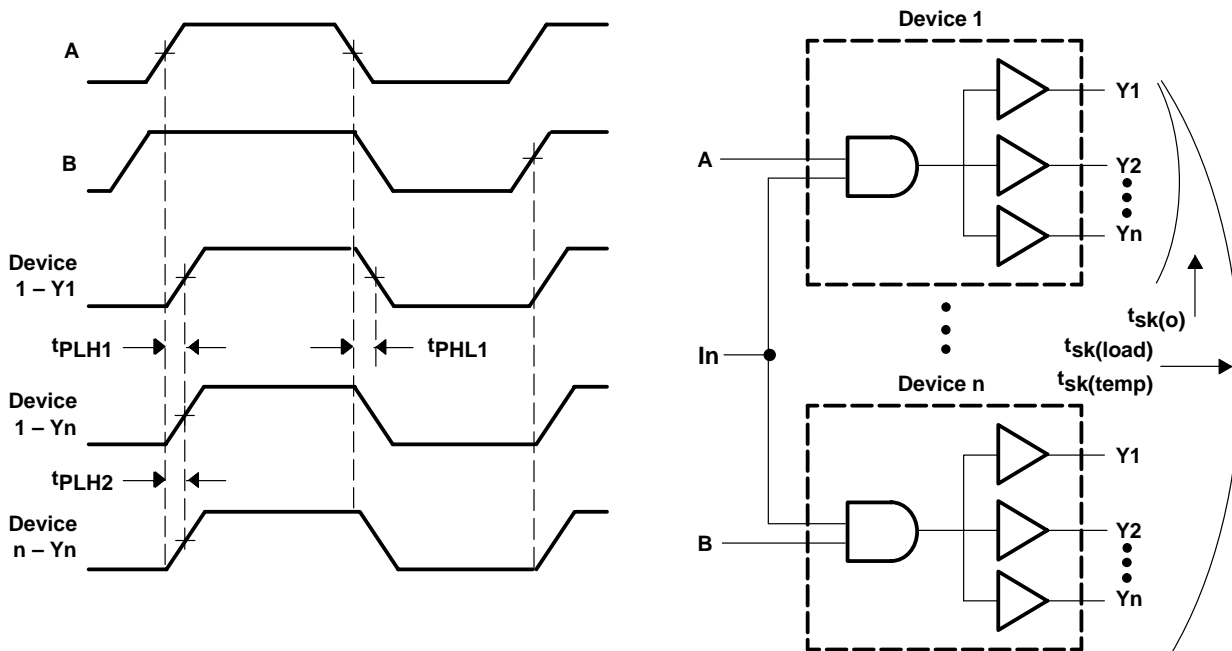 A
B
Device
1 – Y1
tPLH1
tPHL1
Device
1 – Yn
tPLH2
Device
n – Yn
Device 1
A
Y1
Y2
Yn
tsk(o)
In
tsk(load)
tsk(temp)
Device n
B
Y1
Y2
Yn